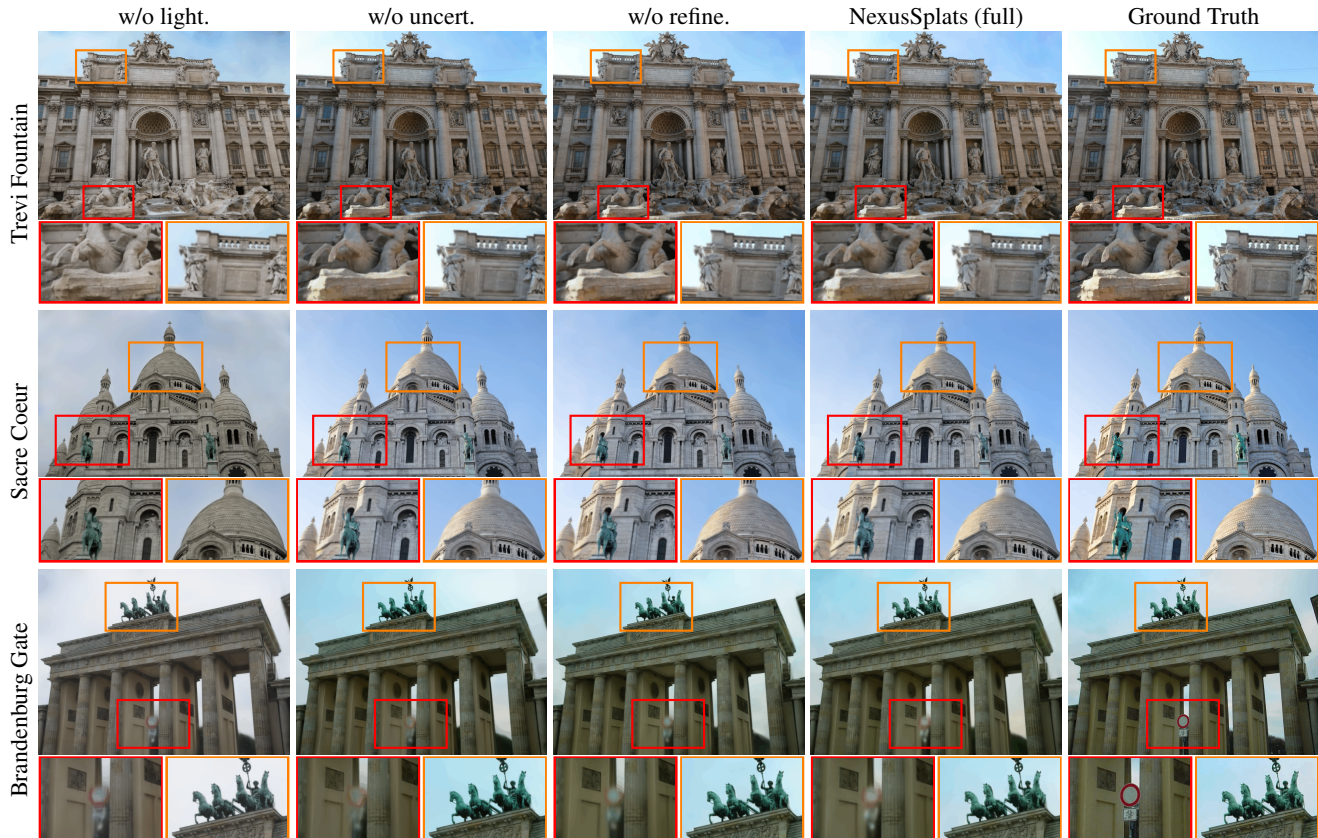 w/o light. w/o uncert. w/o refine. NexusSplats (full) Ground Truth
Trevi Fountain
Sacre Coeur
Brandenburg Gate